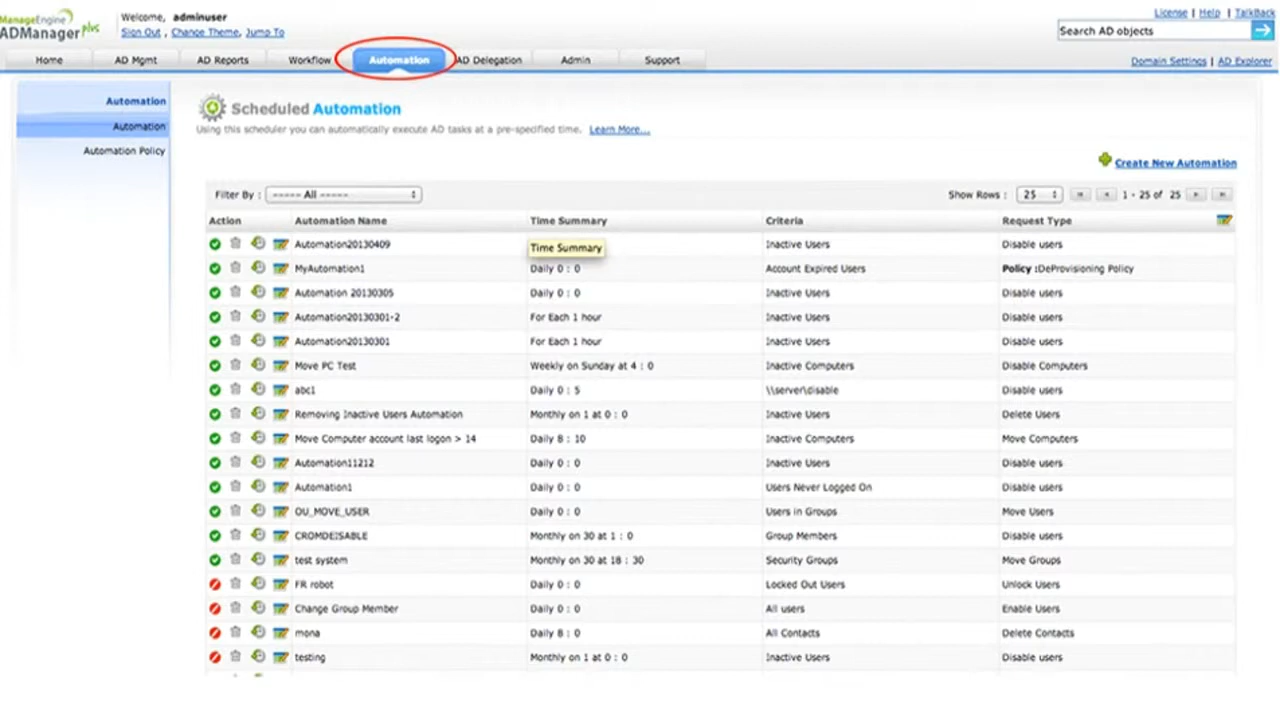 ManageEngine
ADManager plus
Welcome, adminuser
Sign Out , Change Theme, Jump To
License | Help | TalkBack
Search AD objects
Home AD Mgmt AD Reports Workflow Automation AD Delegation Admin Support
Domain Settings | AD Explorer
Automation
Automation
Automation Policy
Scheduled Automation
Using this scheduler you can automatically execute AD tasks at a pre-specified time. Learn More...
Create New Automation
Filter By : ----- All -----
Show Rows : 25 1 - 25 of 25
Action Automation Name Time Summary Criteria Request Type
Automation20130409 Inactive Users Disable users
Time Summary
MyAutomation1 Daily 0 : 0 Account Expired Users Policy :DeProvisioning Policy
Automation 20130305 Daily 0 : 0 Inactive Users Disable users
Automation20130301-2 For Each 1 hour Inactive Users Disable users
Automation20130301 For Each 1 hour Inactive Users Disable users
Move PC Test Weekly on Sunday at 4 : 0 Inactive Computers Disable Computers
abc1 Daily 0 : 5 \\server\disable Disable users
Removing Inactive Users Automation Monthly on 1 at 0 : 0 Inactive Users Delete Users
Move Computer account last logon > 14 Daily 8 : 10 Inactive Computers Move Computers
Automation11212 Daily 0 : 0 Inactive Users Disable users
Automation1 Daily 0 : 0 Users Never Logged On Disable users
OU_MOVE_USER Daily 0 : 0 Users in Groups Move Users
CROMDEISABLE Monthly on 30 at 1 : 0 Group Members Disable users
test system Monthly on 30 at 18 : 30 Security Groups Move Groups
FR robot Daily 0 : 0 Locked Out Users Unlock Users
Change Group Member Daily 0 : 0 All users Enable Users
mona Daily 8 : 0 All Contacts Delete Contacts
testing Monthly on 1 at 0 : 0 Inactive Users Disable users